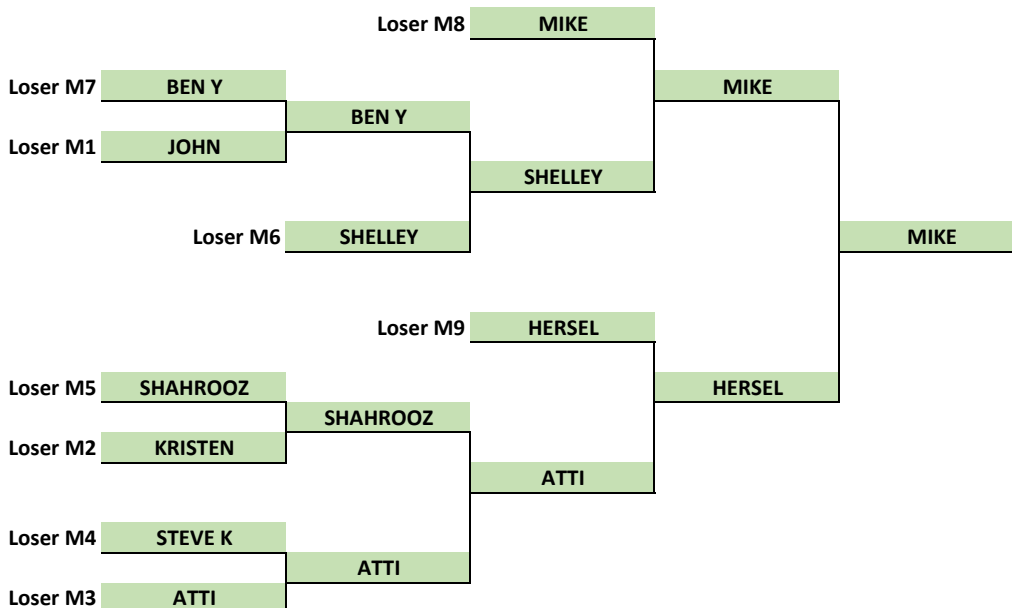 Loser M8 MIKE
Loser M7 BEN Y MIKE
BEN Y
Loser M1 JOHN
SHELLEY
Loser M6 SHELLEY MIKE
Loser M9 HERSEL
Loser M5 SHAHROOZ HERSEL
SHAHROOZ
Loser M2 KRISTEN
ATTI
Loser M4 STEVE K
ATTI
Loser M3 ATTI